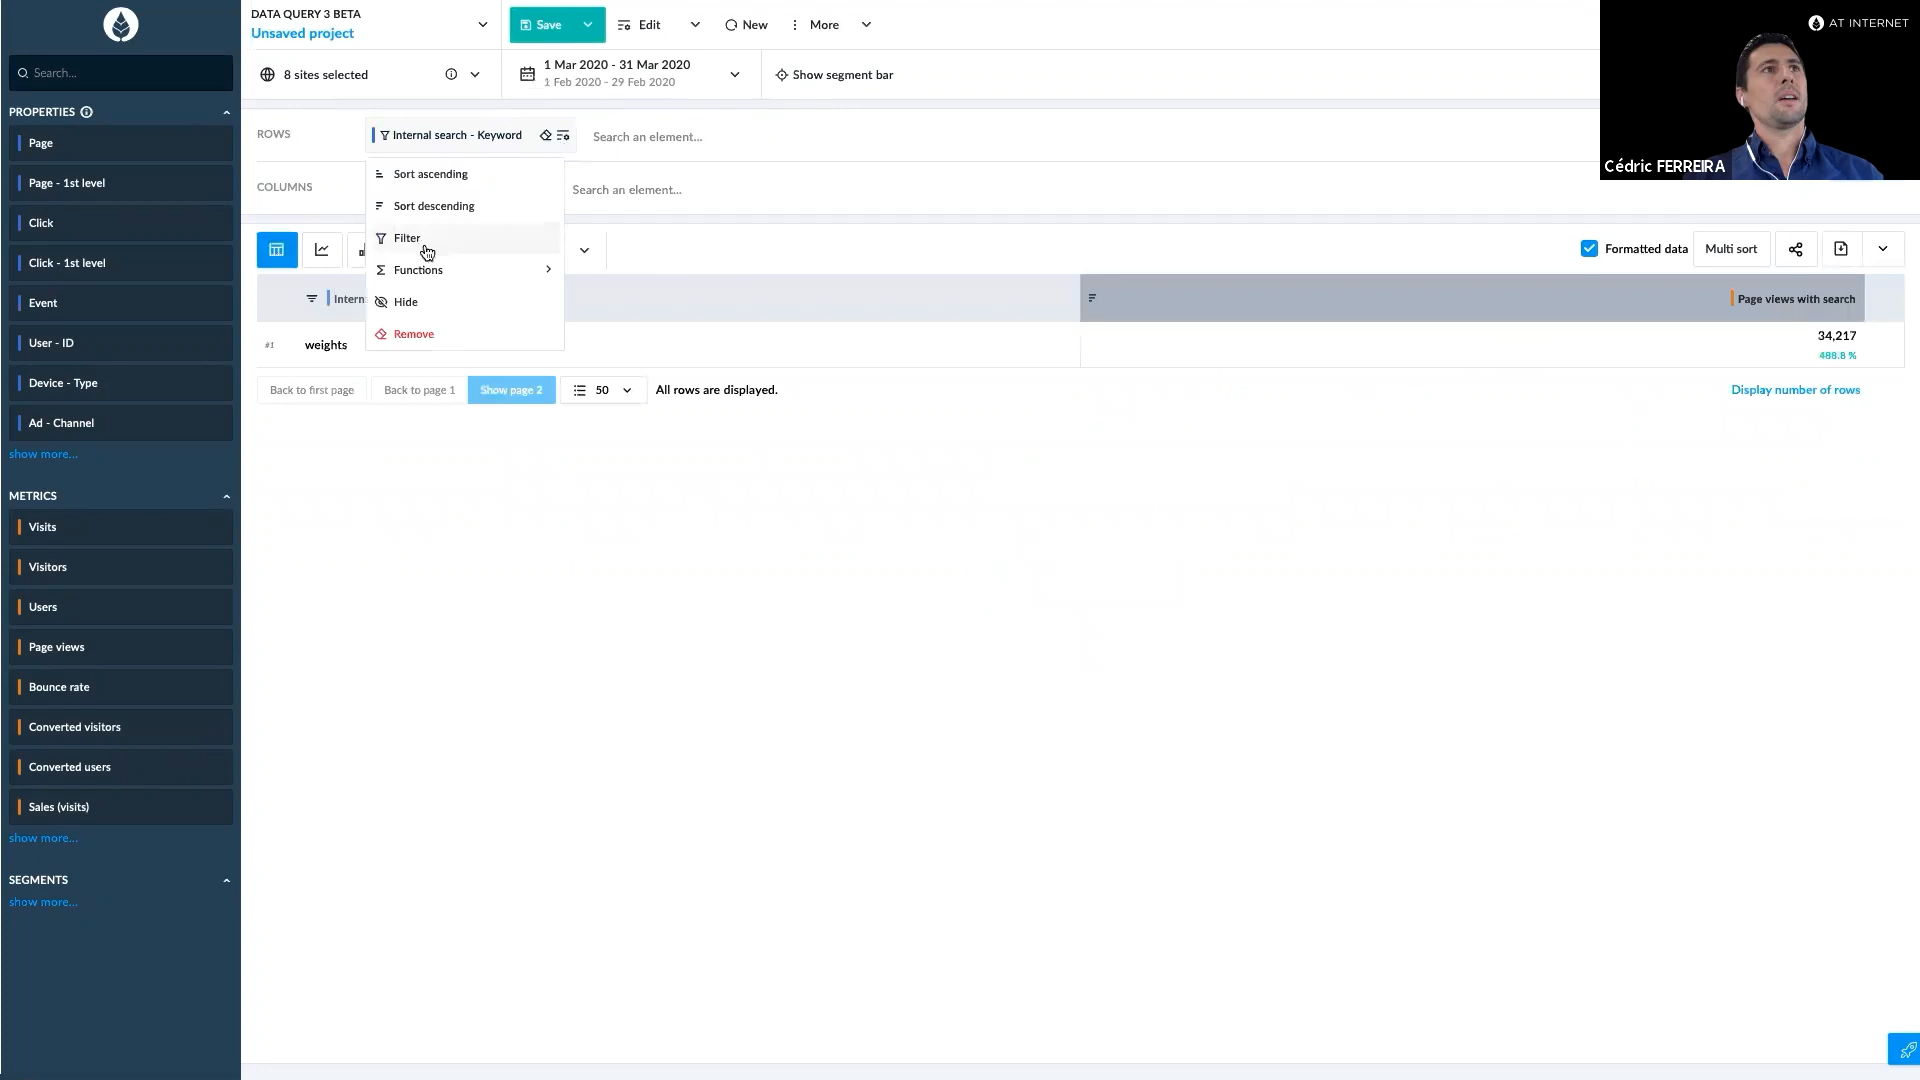 DATA QUERY 3 BETA
Unsaved project
Save
Edit
New
More
AT INTERNET
Search...
8 sites selected
1 Mar 2020 - 31 Mar 2020
1 Feb 2020 - 29 Feb 2020
Show segment bar
Cédric FERREIRA
PROPERTIES
Page
Page - 1st level
Click
Click - 1st level
Event
User - ID
Device - Type
Ad - Channel
show more...
METRICS
Visits
Visitors
Users
Page views
Bounce rate
Converted visitors
Converted users
Sales (visits)
show more...
SEGMENTS
show more...
ROWS
Internal search - Keyword
Search an element...
COLUMNS
Search an element...
Sort ascending
Sort descending
Filter
Functions
Hide
Remove
Formatted data
Multi sort
Intern
Page views with search
#1
weights
34,217
488.8 %
Back to first page
Back to page 1
Show page 2
50
All rows are displayed.
Display number of rows